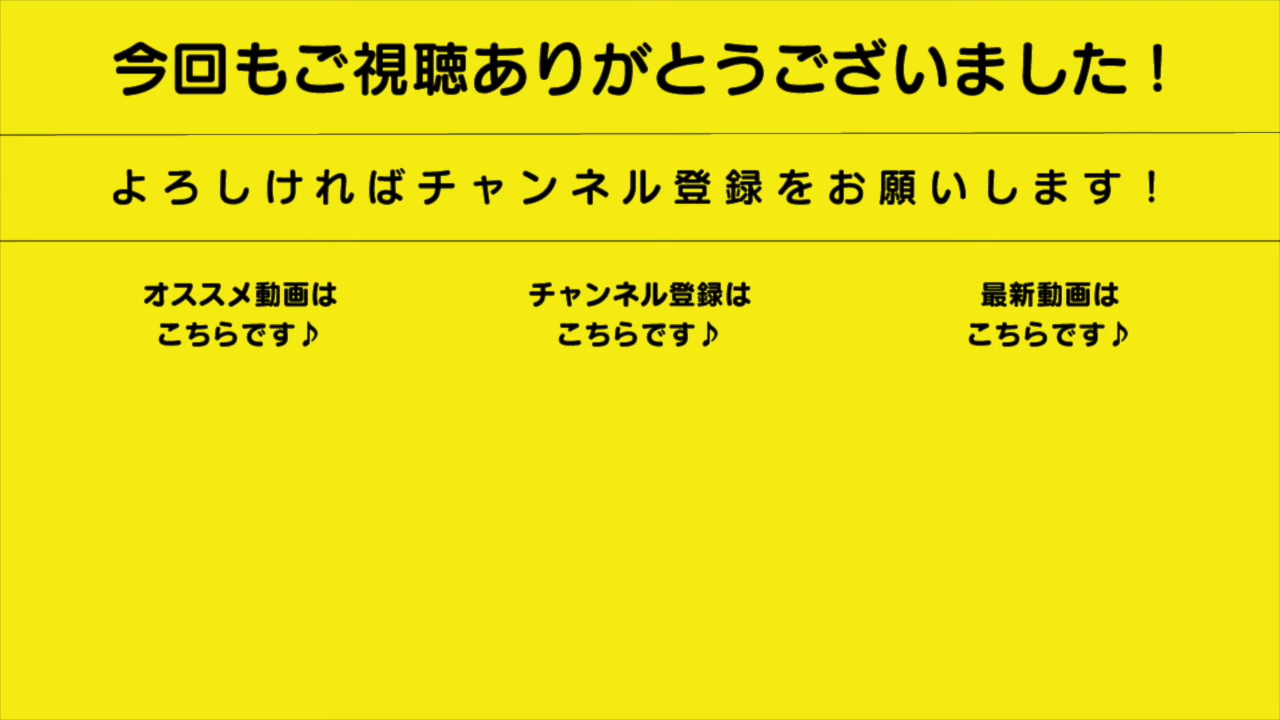 今回もご視聴ありがとうございました！
よろしければチャンネル登録をお願いします！
オススメ動画は
こちらです♪
チャンネル登録は
こちらです♪
最新動画は
こちらです♪